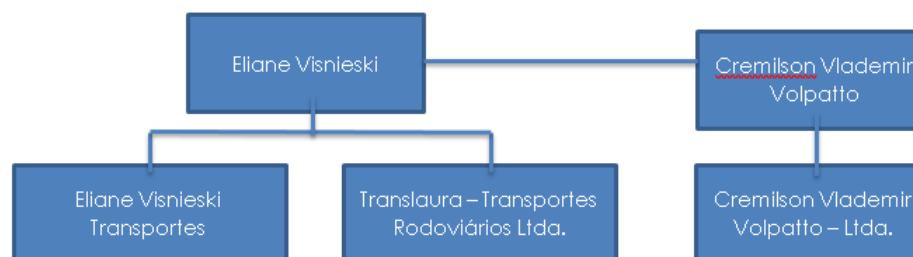 Eliane Visnieski
Cremilson Vlademir
Volpatto
Eliane Visnieski
Transportes
Translaura – Transportes
Rodoviários Ltda.
Cremilson Vlademir
Volpatto – Ltda.